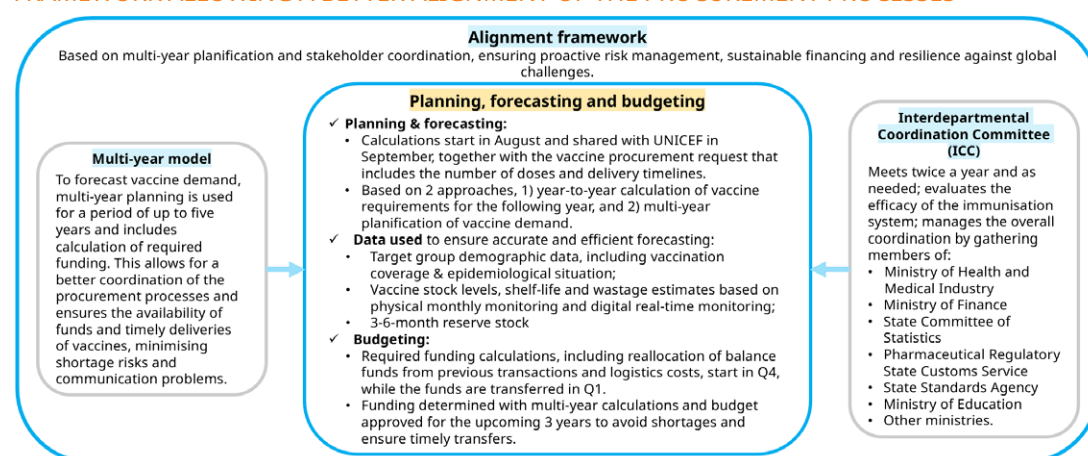 Alignment framework
Based on multi-year planification and stakeholder coordination, ensuring proactive risk management, sustainable financing and resilience against global
challenges.
Multi-year model
To forecast vaccine demand,
multi-year planning is used
for a period of up to five
years and includes
calculation of required
funding. This allows for a
better coordination of the
procurement processes and
ensures the availability of
funds and timely deliveries
of vaccines, minimising
shortage risks and
communication problems.
Planning, forecasting and budgeting
✓ Planning & forecasting:
• Calculations start in August and shared with UNICEF in
September, together with the vaccine procurement request that
includes the number of doses and delivery timelines.
• Based on 2 approaches, 1) year-to-year calculation of vaccine
requirements for the following year, and 2) multi-year
planification of vaccine demand.
✓ Data used to ensure accurate and efficient forecasting:
• Target group demographic data, including vaccination
coverage & epidemiological situation;
• Vaccine stock levels, shelf-life and wastage estimates based on
physical monthly monitoring and digital real-time monitoring;
• 3-6-month reserve stock
✓ Budgeting:
• Required funding calculations, including reallocation of balance
funds from previous transactions and logistics costs, start in Q4,
while the funds are transferred in Q1.
• Funding determined with multi-year calculations and budget
approved for the upcoming 3 years to avoid shortages and
ensure timely transfers.
Interdepartmental
Coordination Committee
(ICC)
Meets twice a year and as
needed; evaluates the
efficacy of the immunisation
system; manages the overall
coordination by gathering
members of:
• Ministry of Health and
Medical Industry
• Ministry of Finance
• State Committee of
Statistics
• Pharmaceutical Regulatory
State Customs Service
• State Standards Agency
• Ministry of Education
• Other ministries.